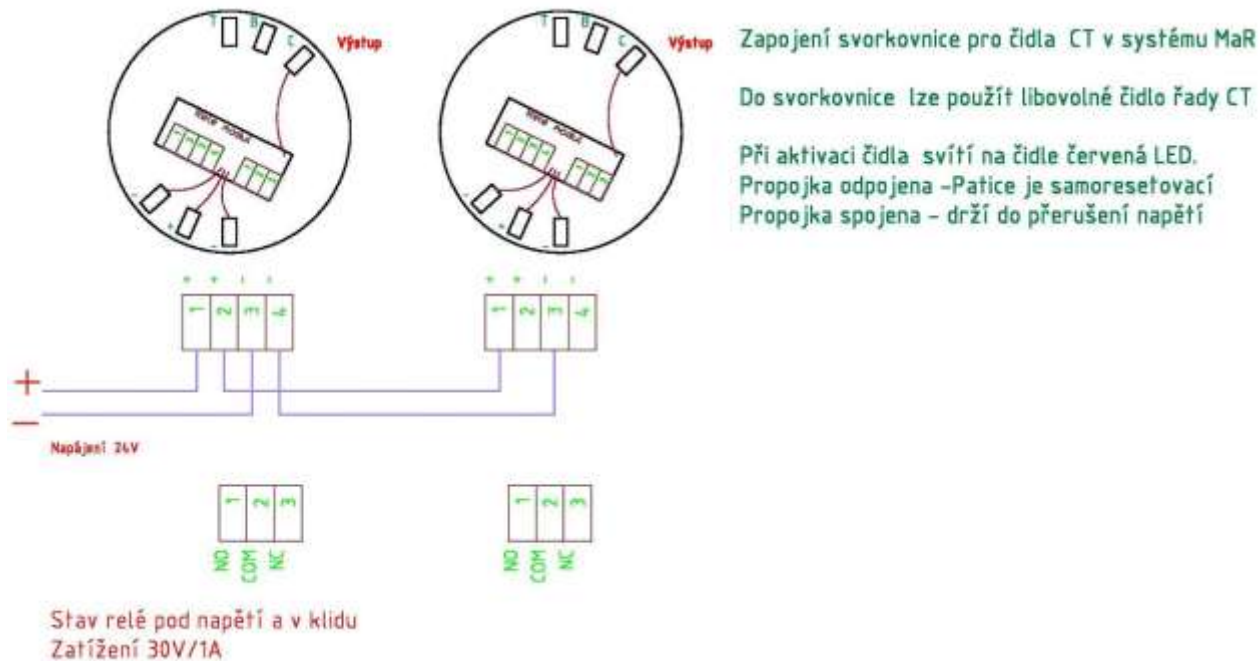 T B C
Výstup
T B C
Výstup
Zapojení svorkovnice pro čidla CT v systému MaR
Do svorkovnice lze použít libovolné čidlo řady CT
Při aktivaci čidla svítí na čidle červená LED.
Propojka odpojena -Patice je samoresetovací
Propojka spojena - drží do přerušení napětí
- + -
- + -
+ + - -
+ + - -
1 2 3 4
1 2 3 4
+
-
Napájení 24V
1 2 3
1 2 3
NO COM NC
NO COM NC
Stav relé pod napětí a v klidu
Zatížení 30V/1A